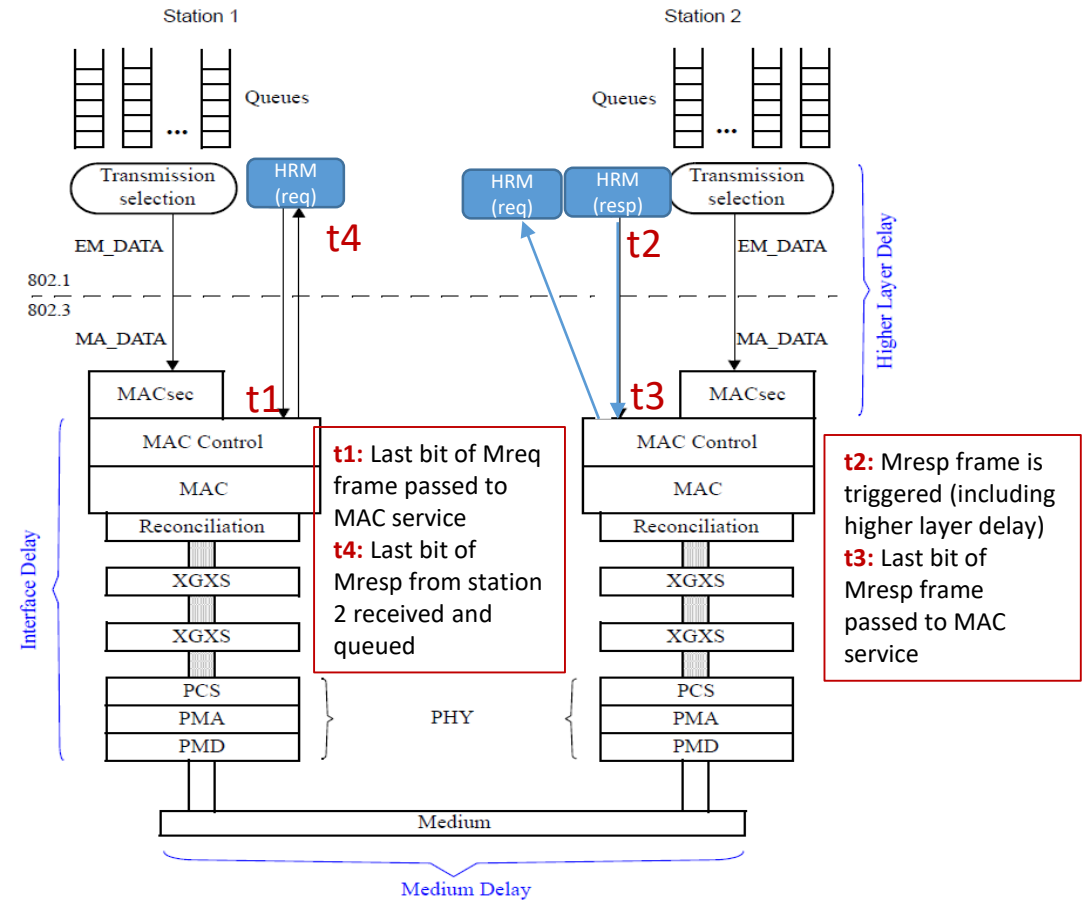 Station 1
Station 2
Queues
Queues
...
...
Transmission
selection
HRM
(req)
HRM
(req)
HRM
(resp)
Transmission
selection
t4
t2
EM_DATA
EM_DATA
802.1
802.3
MA_DATA
MA_DATA
Higher Layer Delay
MACsec
t1
t3
MACsec
MAC Control
MAC Control
MAC
MAC
Reconciliation
Reconciliation
XGXS
XGXS
XGXS
XGXS
PCS
PCS
PMA
PHY
PMA
PMD
PMD
Interface Delay
t1: Last bit of Mreq
frame passed to
MAC service
t4: Last bit of
Mresp from station
2 received and
queued
t2: Mresp frame is
triggered (including
higher layer delay)
t3: Last bit of
Mresp frame
passed to MAC
service
Medium
Medium Delay